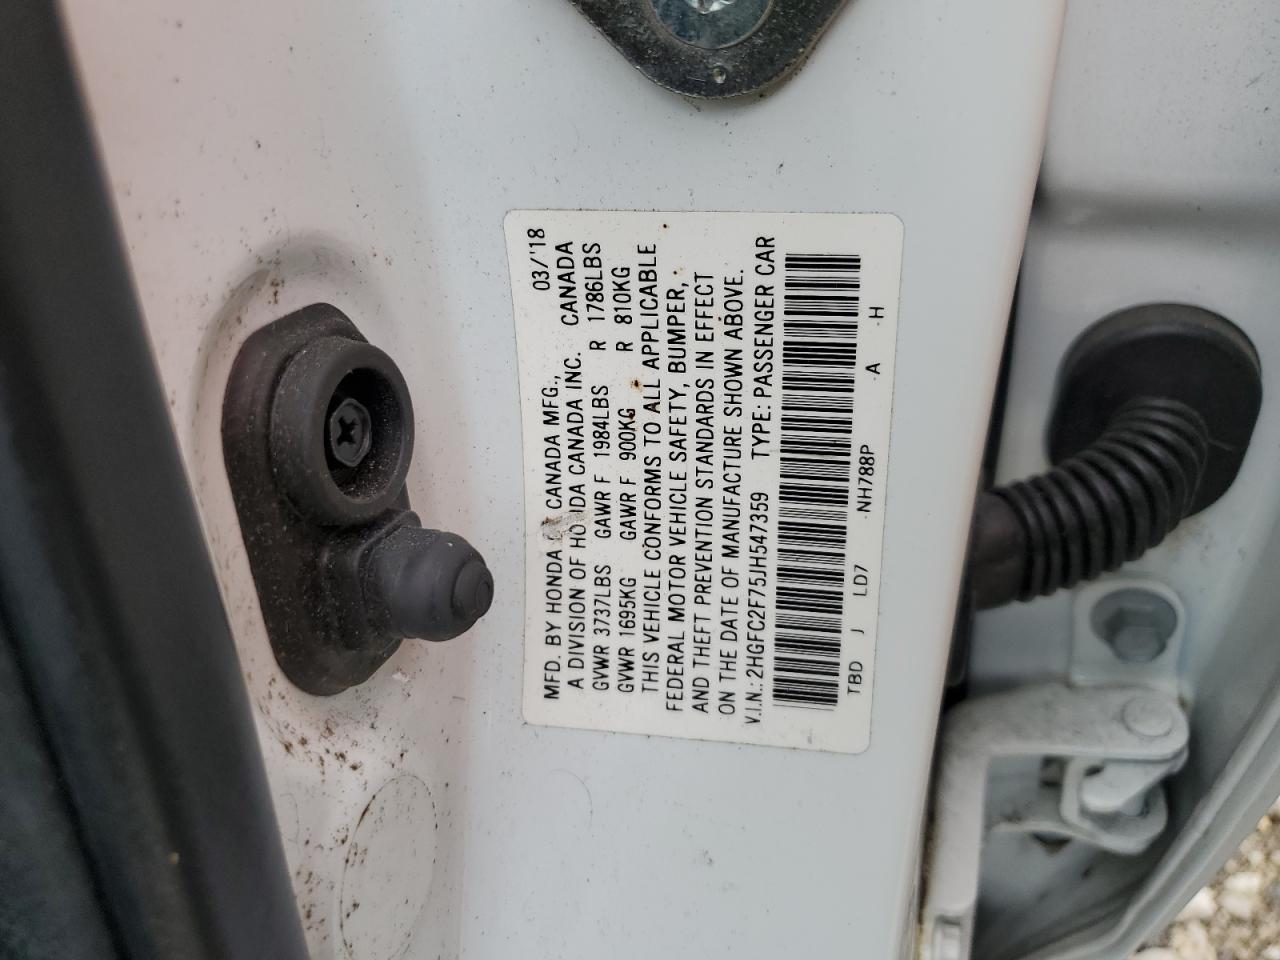 MFD. BY HONDA CANADA MFG., 03/'18
A DIVISION OF HONDA CANADA INC. CANADA
GVWR 3737LBS GAWR F 1984LBS R 1786LBS
GVWR 1695KG GAWR F 900KG R 810KG
THIS VEHICLE CONFORMS TO ALL APPLICABLE
FEDERAL MOTOR VEHICLE SAFETY, BUMPER,
AND THEFT PREVENTION STANDARDS IN EFFECT
ON THE DATE OF MANUFACTURE SHOWN ABOVE.
V.I.N.: 2HGFC2F75JH547359 TYPE: PASSENGER CAR
TBD J LD7 -NH788P -A -H